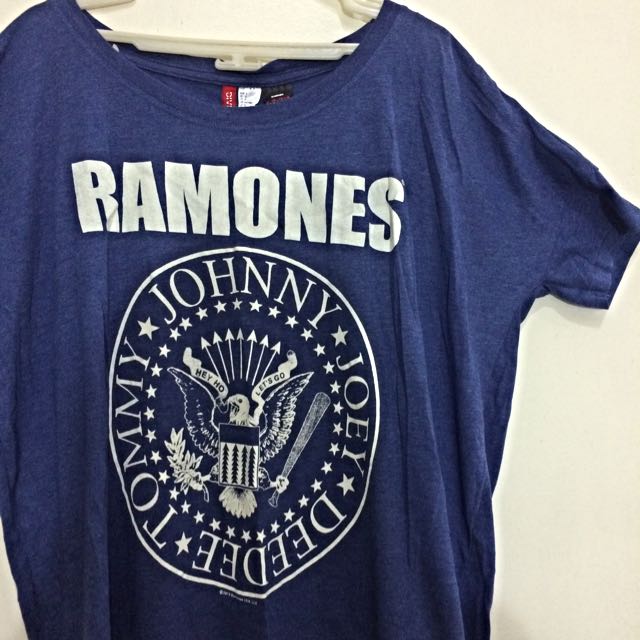 RAMONES
JOHNNY
JOEY
DEEDEE
TOMMY
HEY HO
LET'S GO